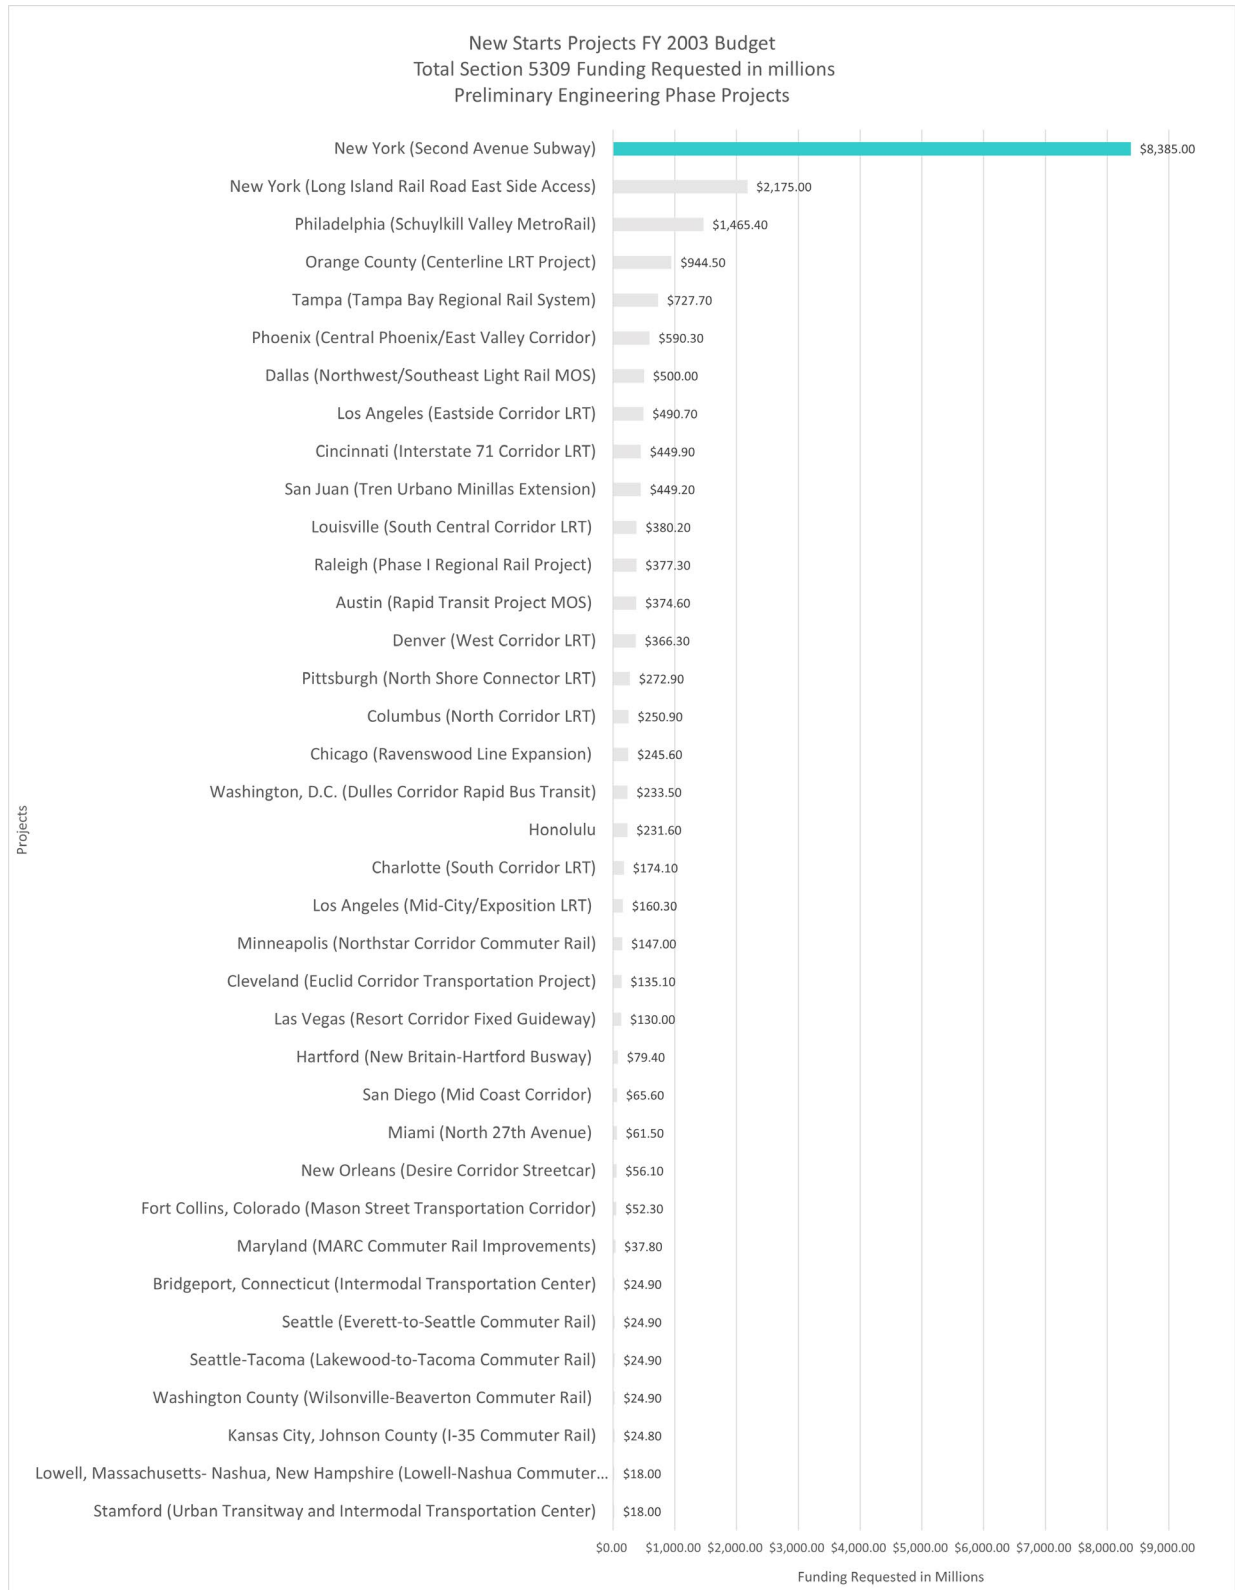 New Starts Projects FY 2003 Budget
Total Section 5309 Funding Requested in millions
Preliminary Engineering Phase Projects
New York (Second Avenue Subway) $8,385.00
New York (Long Island Rail Road East Side Access) $2,175.00
Philadelphia (Schuylkill Valley MetroRail) $1,465.40
Orange County (Centerline LRT Project) $944.50
Tampa (Tampa Bay Regional Rail System) $727.70
Phoenix (Central Phoenix/East Valley Corridor) $590.30
Dallas (Northwest/Southeast Light Rail MOS) $500.00
Los Angeles (Eastside Corridor LRT) $490.70
Cincinnati (Interstate 71 Corridor LRT) $449.90
San Juan (Tren Urbano Minillas Extension) $449.20
Louisville (South Central Corridor LRT) $380.20
Raleigh (Phase I Regional Rail Project) $377.30
Austin (Rapid Transit Project MOS) $374.60
Denver (West Corridor LRT) $366.30
Pittsburgh (North Shore Connector LRT) $272.90
Columbus (North Corridor LRT) $250.90
Chicago (Ravenswood Line Expansion) $245.60
Washington, D.C. (Dulles Corridor Rapid Bus Transit) $233.50
Projects
Honolulu $231.60
Charlotte (South Corridor LRT) $174.10
Los Angeles (Mid-City/Exposition LRT) $160.30
Minneapolis (Northstar Corridor Commuter Rail) $147.00
Cleveland (Euclid Corridor Transportation Project) $135.10
Las Vegas (Resort Corridor Fixed Guideway) $130.00
Hartford (New Britain-Hartford Busway) $79.40
San Diego (Mid Coast Corridor) $65.60
Miami (North 27th Avenue) $61.50
New Orleans (Desire Corridor Streetcar) $56.10
Fort Collins, Colorado (Mason Street Transportation Corridor) $52.30
Maryland (MARC Commuter Rail Improvements) $37.80
Bridgeport, Connecticut (Intermodal Transportation Center) $24.90
Seattle (Everett-to-Seattle Commuter Rail) $24.90
Seattle-Tacoma (Lakewood-to-Tacoma Commuter Rail) $24.90
Washington County (Wilsonville-Beaverton Commuter Rail) $24.90
Kansas City, Johnson County (I-35 Commuter Rail) $24.80
Lowell, Massachusetts- Nashua, New Hampshire (Lowell-Nashua Commuter... $18.00
Stamford (Urban Transitway and Intermodal Transportation Center) $18.00
$0.00 $1,000.00 $2,000.00 $3,000.00 $4,000.00 $5,000.00 $6,000.00 $7,000.00 $8,000.00 $9,000.00
Funding Requested in Millions